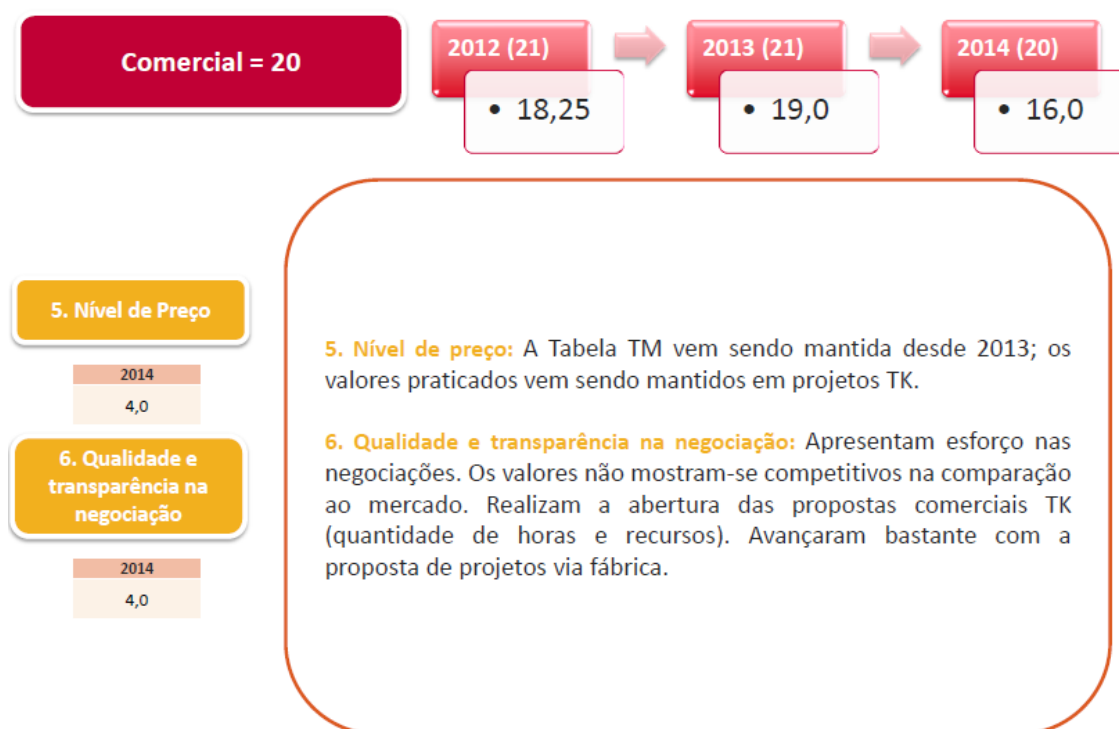 Comercial = 20
2012 (21)
• 18,25
2013 (21)
• 19,0
2014 (20)
• 16,0
5. Nível de Preço
2014
4,0
6. Qualidade e
transparência na
negociação
2014
4,0
5. Nível de preço: A Tabela TM vem sendo mantida desde 2013; os
valores praticados vem sendo mantidos em projetos TK.
6. Qualidade e transparência na negociação: Apresentam esforço nas
negociações. Os valores não mostram-se competitivos na comparação
ao mercado. Realizam a abertura das propostas comerciais TK
(quantidade de horas e recursos). Avançaram bastante com a
proposta de projetos via fábrica.